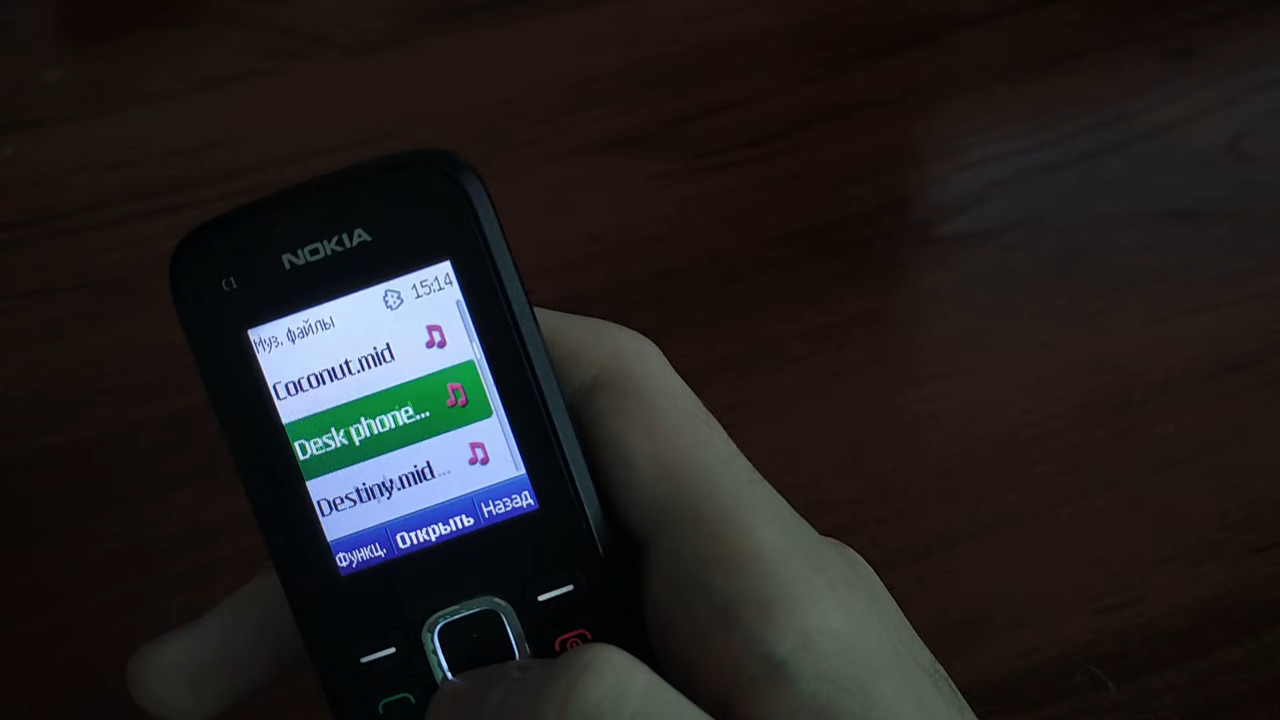 NOKIA
C1
15:14
Муз. файлы
Coconut.mid
Desk phone...
Destiny.mid
Функц.
Открыть
Назад